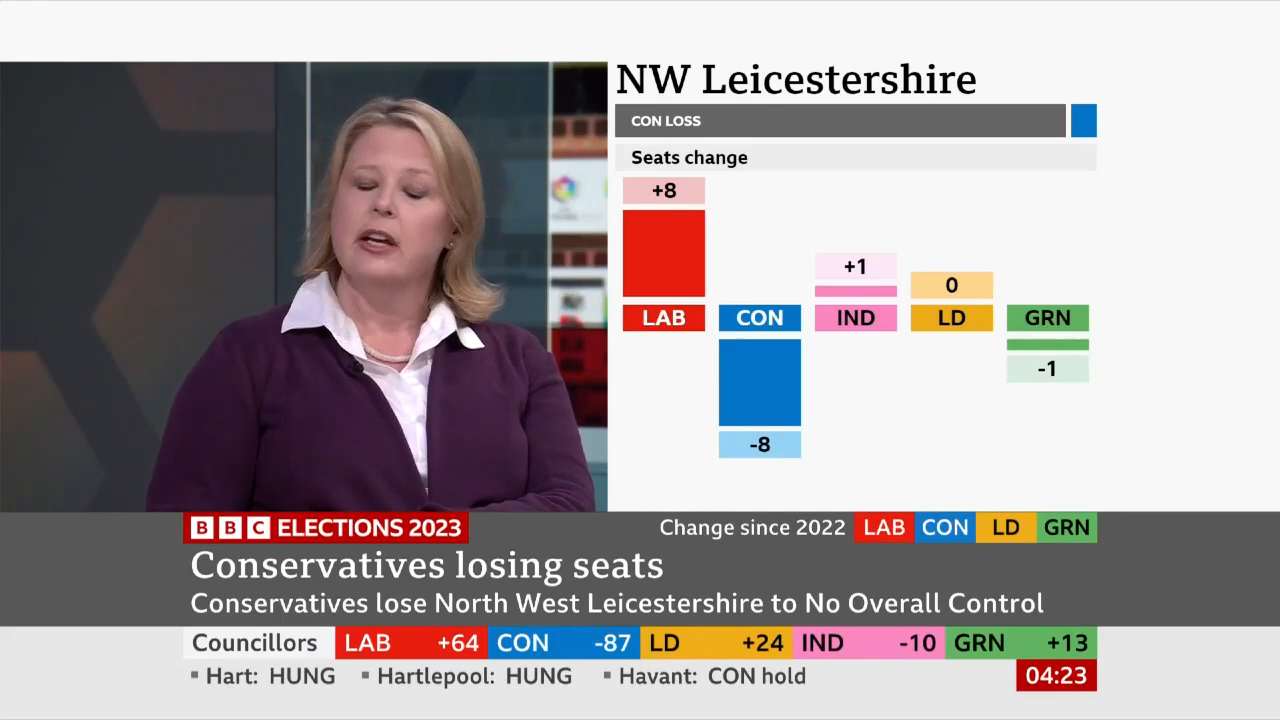 NW Leicestershire
CON LOSS
Seats change
+8
+1
0
LAB CON IND LD GRN
-1
-8
BBC ELECTIONS 2023 Change since 2022 LAB CON LD GRN
Conservatives losing seats
Conservatives lose North West Leicestershire to No Overall Control
Councillors LAB +64 CON -87 LD +24 IND -10 GRN +13
▪ Hart: HUNG ▪ Hartlepool: HUNG ▪ Havant: CON hold 04:23